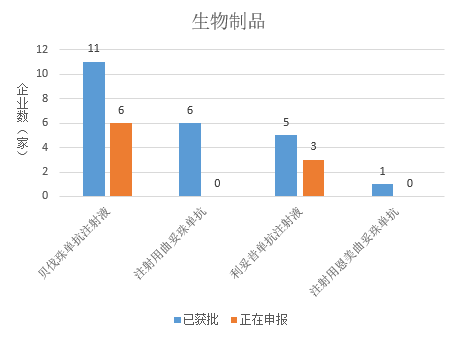 生物制品
企业数（家）
12
10
8
6
4
2
0
11
6
6
0
5
3
1
0
贝伐珠单抗注射液
注射用曲妥珠单抗
利妥昔单抗注射液
注射用恩美曲妥珠单抗
已获批
正在申报